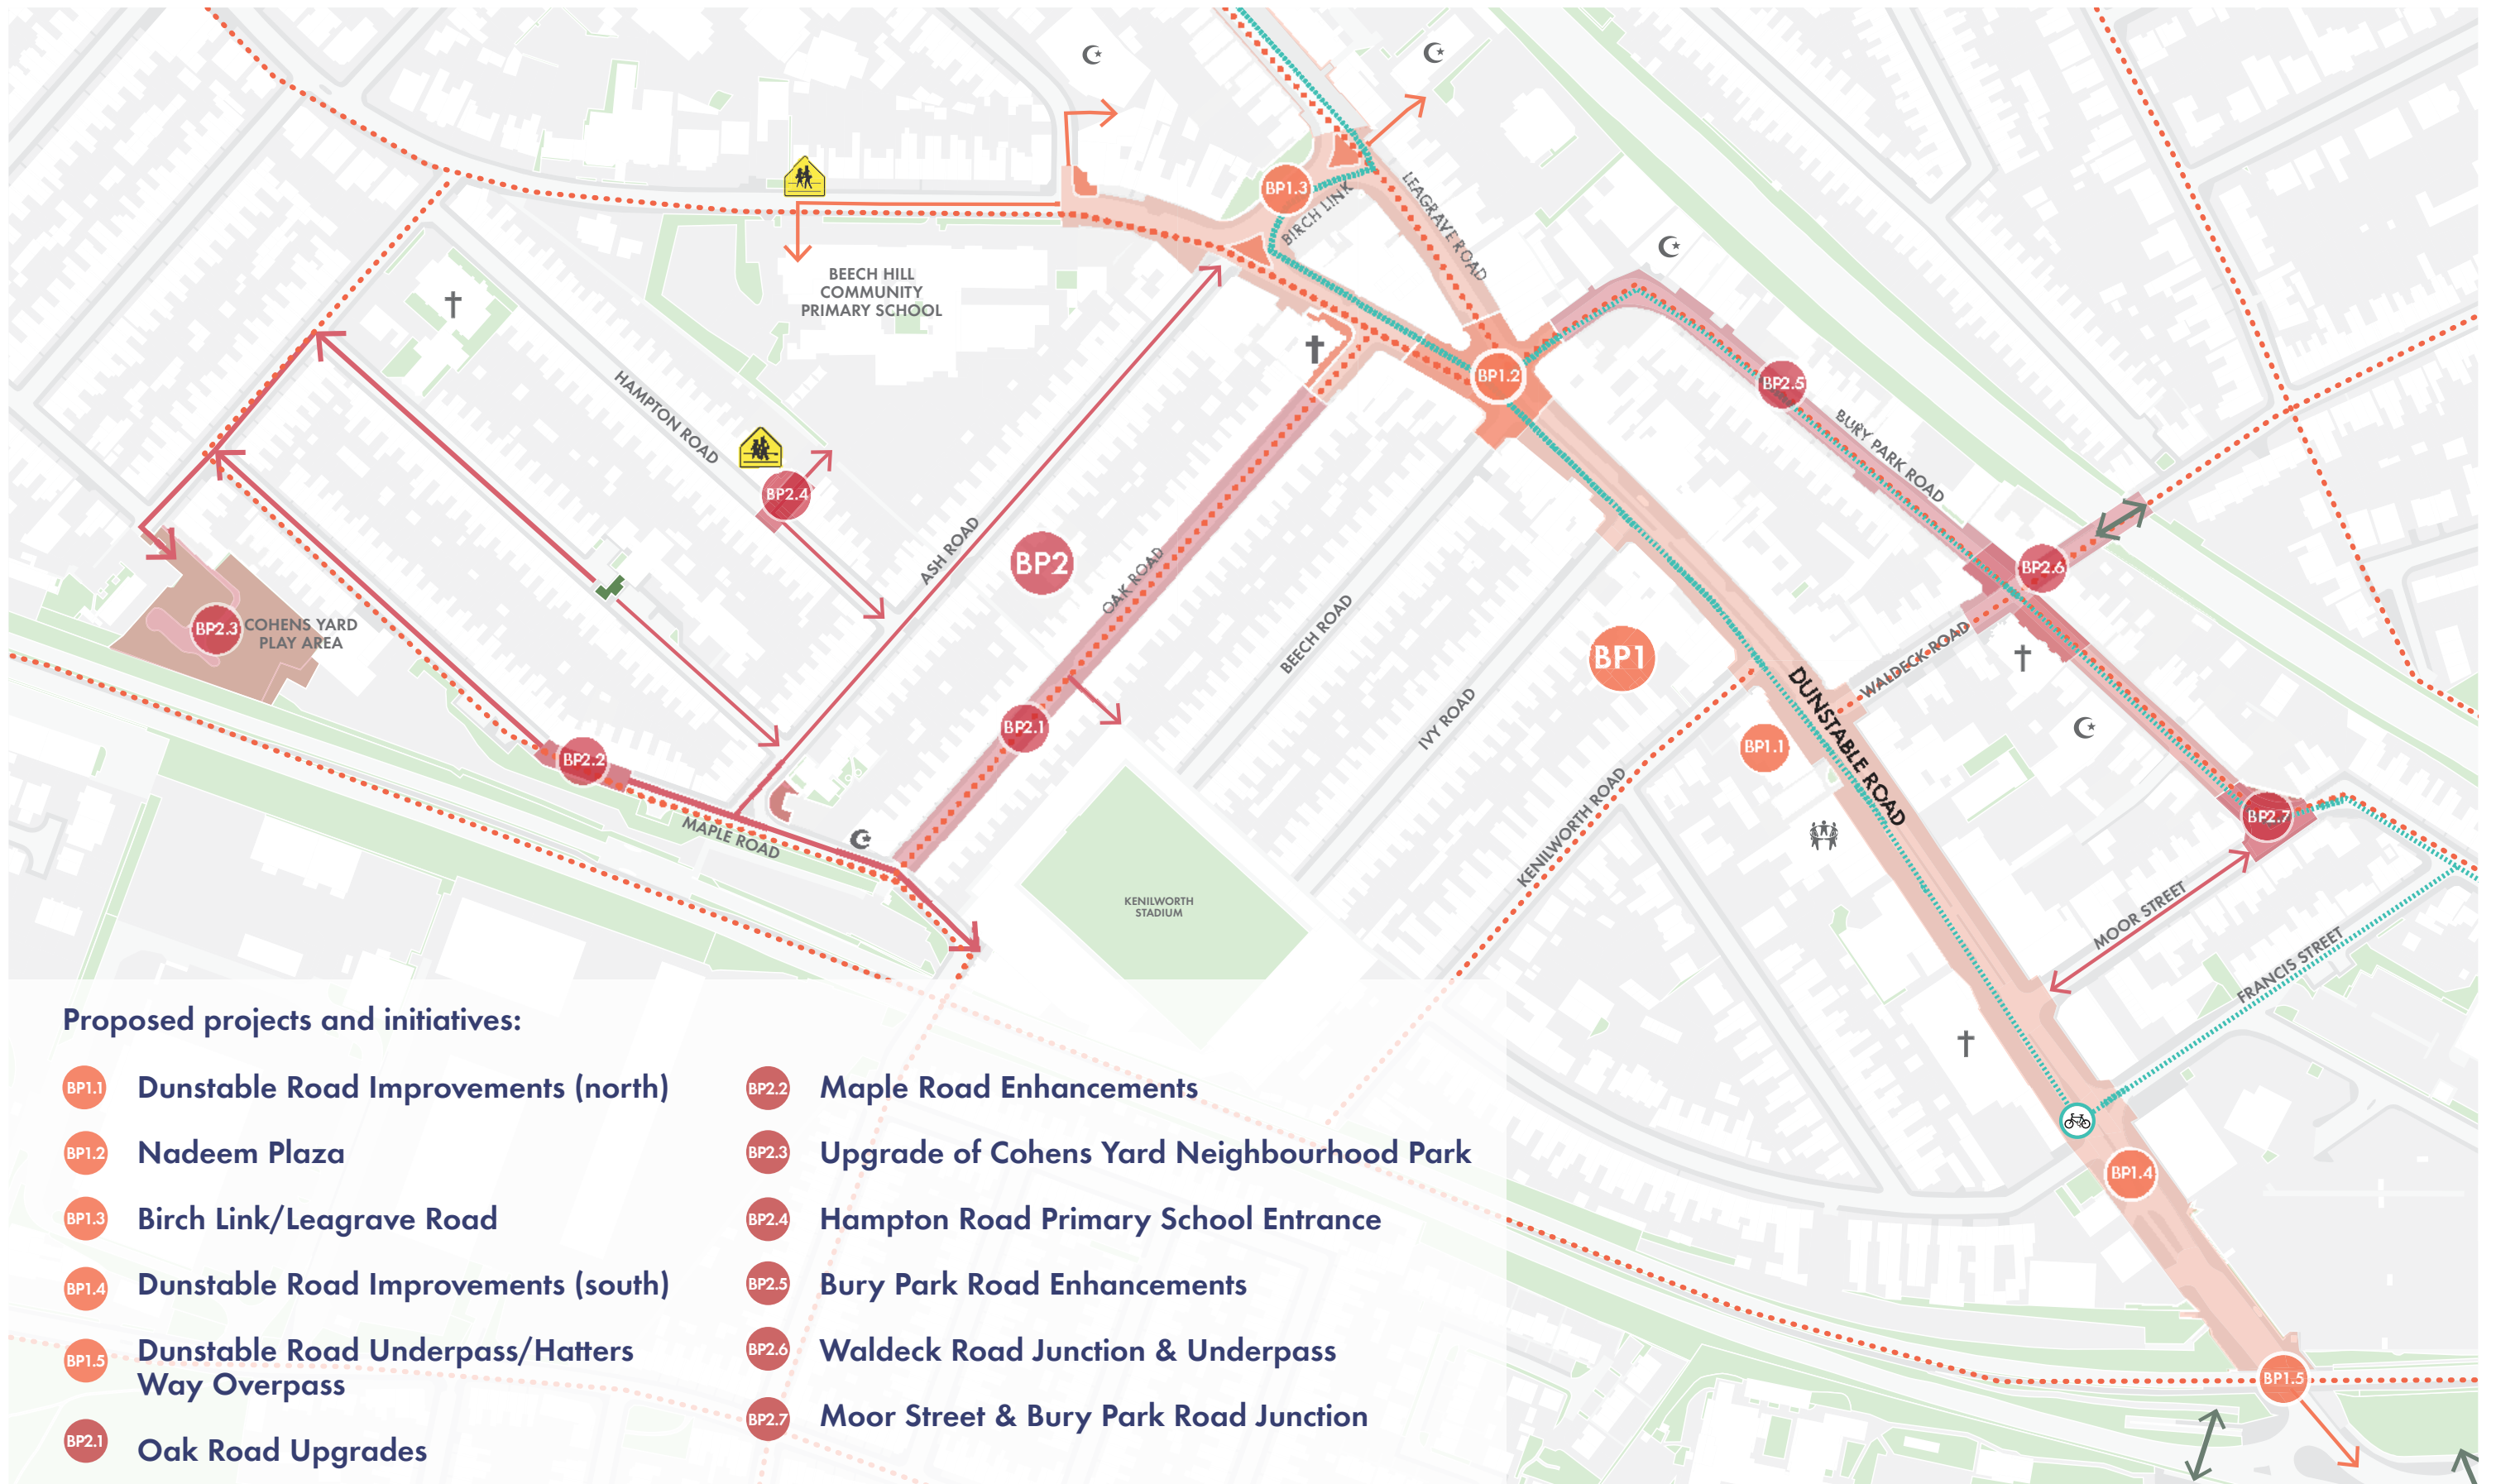 BP1.3
BIRCH LINK
LEAGRAVE ROAD
BEECH HILL
COMMUNITY
PRIMARY SCHOOL
BP1.2
HAMPTON ROAD
BP2.4
BP2.5
BURY PARK ROAD
ASH ROAD
BP2
OAK ROAD
BP2.6
BP2.3
COHENS YARD
PLAY AREA
BEECH ROAD
BP1
WALDECK ROAD
IVY ROAD
BP2.1
BP2.2
BP1.1
DUNSTABLE ROAD
MAPLE ROAD
KENILWORTH ROAD
BP2.7
KENILWORTH
STADIUM
MOOR STREET
FRANCIS STREET
BP1.4
BP1.5
Proposed projects and initiatives:
BP1.1 Dunstable Road Improvements (north)
BP1.2 Nadeem Plaza
BP1.3 Birch Link/Leagrave Road
BP1.4 Dunstable Road Improvements (south)
BP1.5 Dunstable Road Underpass/Hatters
Way Overpass
BP2.1 Oak Road Upgrades
BP2.2 Maple Road Enhancements
BP2.3 Upgrade of Cohens Yard Neighbourhood Park
BP2.4 Hampton Road Primary School Entrance
BP2.5 Bury Park Road Enhancements
BP2.6 Waldeck Road Junction & Underpass
BP2.7 Moor Street & Bury Park Road Junction